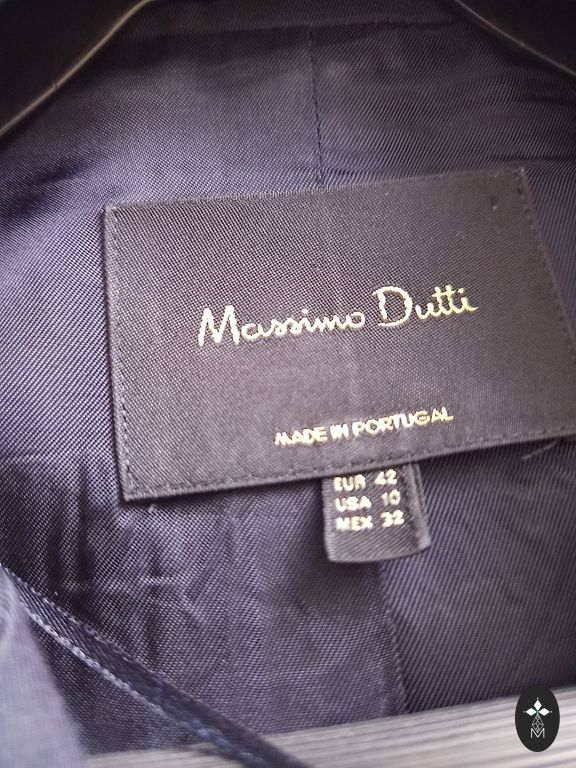 Massimo Dutti
MADE IN PORTUGAL
EUR 42
USA 10
MEX 32
M